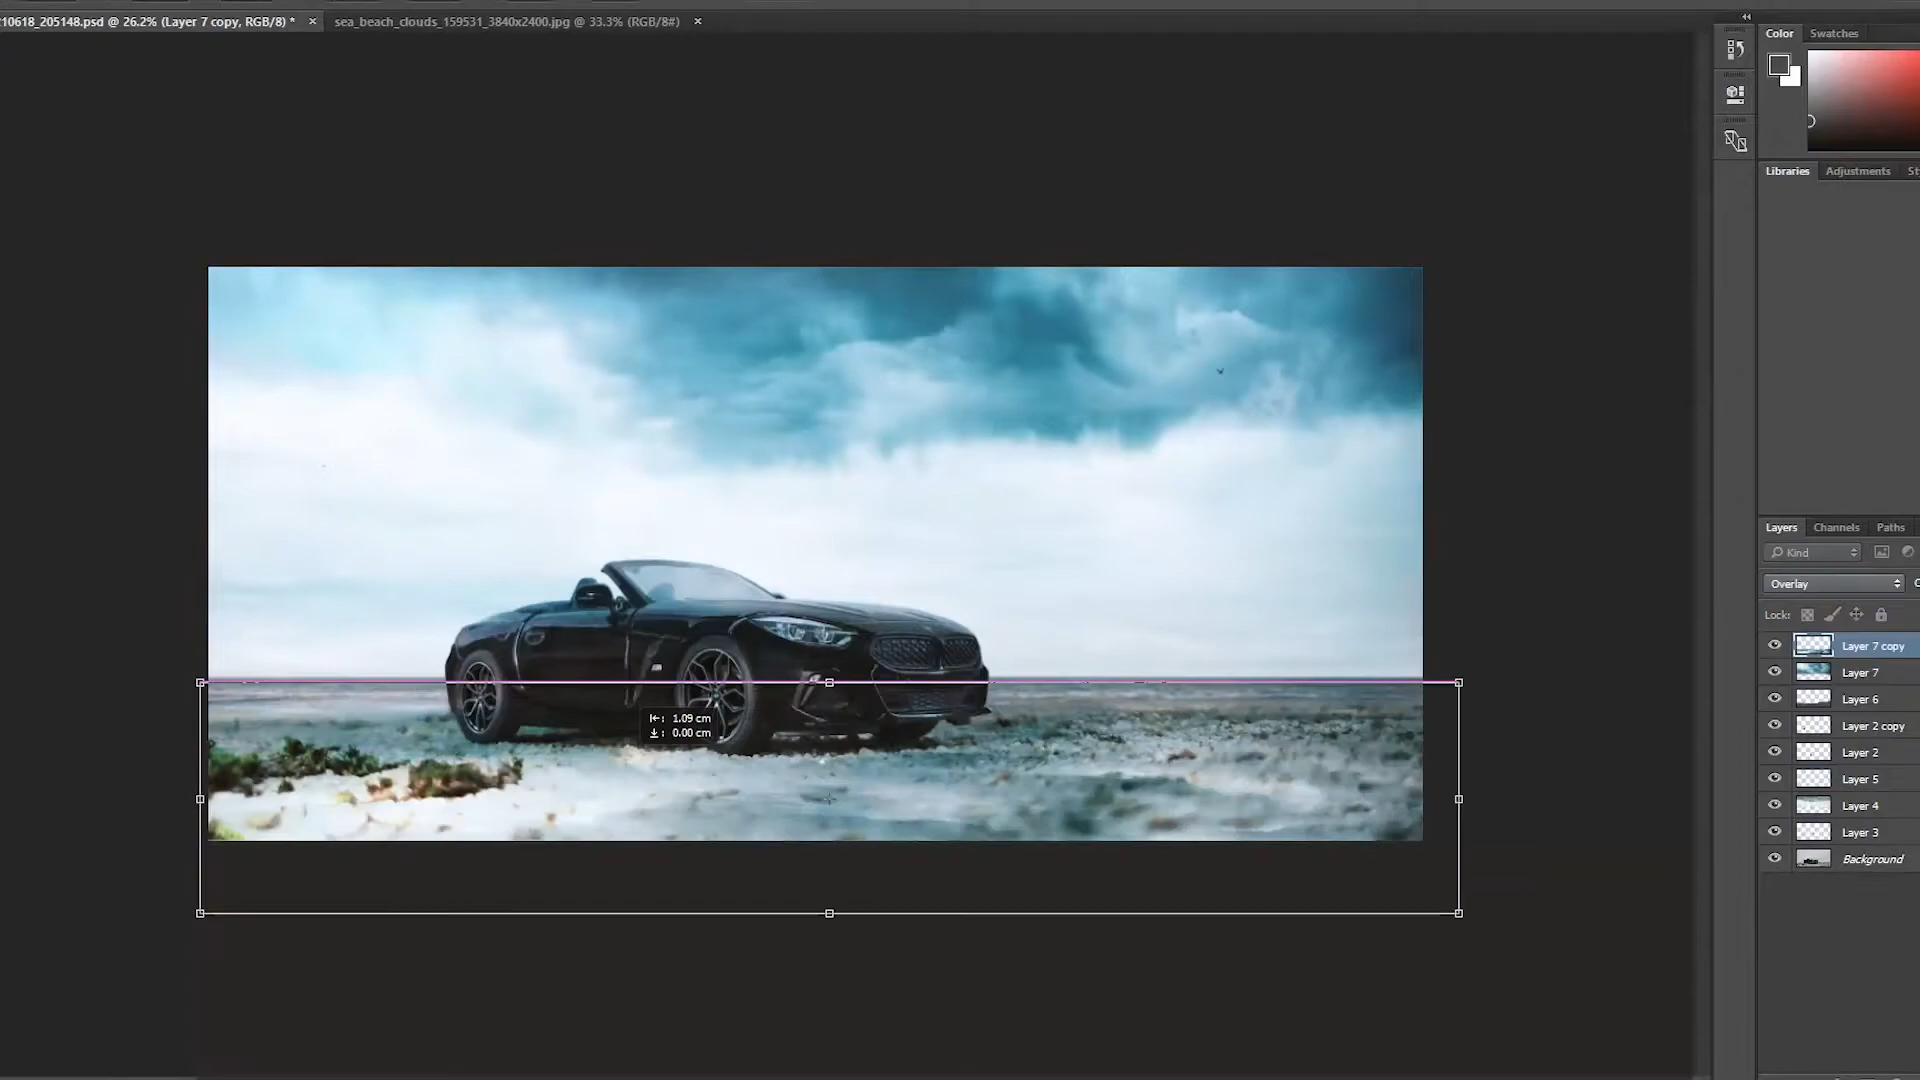 10618_205148.psd @ 26.2% (Layer 7 copy, RGB/8) * ×
sea_beach_clouds_159531_3840x2400.jpg @ 33.3% (RGB/8#) ×
Color Swatches
Libraries Adjustments St
1.09 cm
0.00 cm
Layers Channels Paths
Kind
Overlay
Lock:
Layer 7 copy
Layer 7
Layer 6
Layer 2 copy
Layer 2
Layer 5
Layer 4
Layer 3
Background